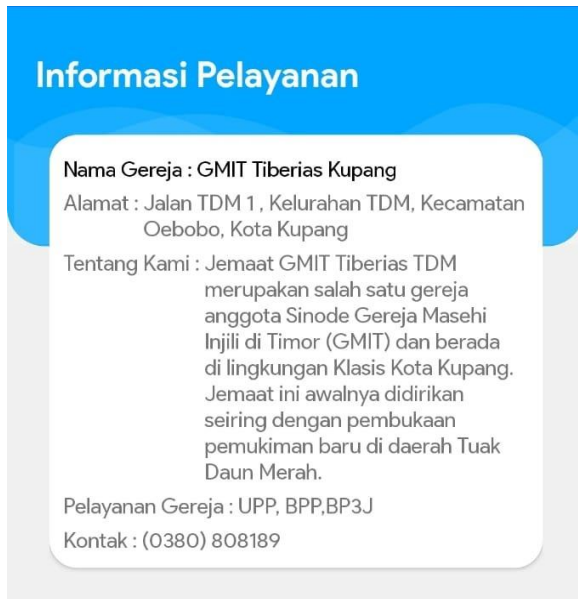 Informasi Pelayanan
Nama Gereja : GMIT Tiberias Kupang
Alamat : Jalan TDM 1 , Kelurahan TDM, Kecamatan
Oebobo, Kota Kupang
Tentang Kami : Jemaat GMIT Tiberias TDM
merupakan salah satu gereja
anggota Sinode Gereja Masehi
Injili di Timor (GMIT) dan berada
di lingkungan Klasis Kota Kupang.
Jemaat ini awalnya didirikan
seiring dengan pembukaan
pemukiman baru di daerah Tuak
Daun Merah.
Pelayanan Gereja : UPP, BPP,BP3J
Kontak : (0380) 808189